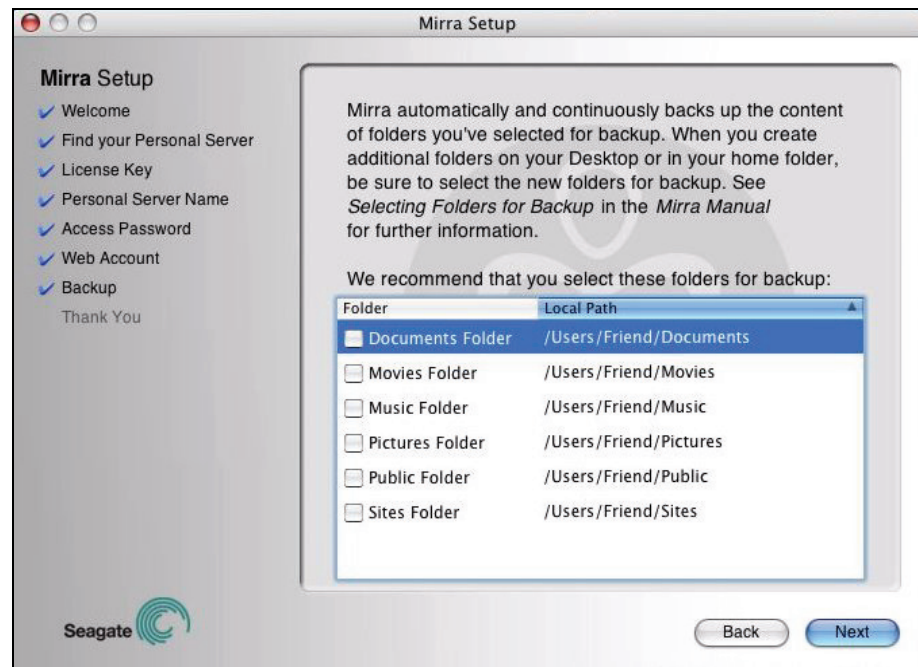 Mirra Setup
Mirra Setup
Welcome
Find your Personal Server
License Key
Personal Server Name
Access Password
Web Account
Backup
Thank You
Mirra automatically and continuously backs up the content
of folders you've selected for backup. When you create
additional folders on your Desktop or in your home folder,
be sure to select the new folders for backup. See
Selecting Folders for Backup in the Mirra Manual
for further information.
We recommend that you select these folders for backup:
Folder Local Path
Documents Folder /Users/Friend/Documents
Movies Folder /Users/Friend/Movies
Music Folder /Users/Friend/Music
Pictures Folder /Users/Friend/Pictures
Public Folder /Users/Friend/Public
Sites Folder /Users/Friend/Sites
Seagate
Back Next